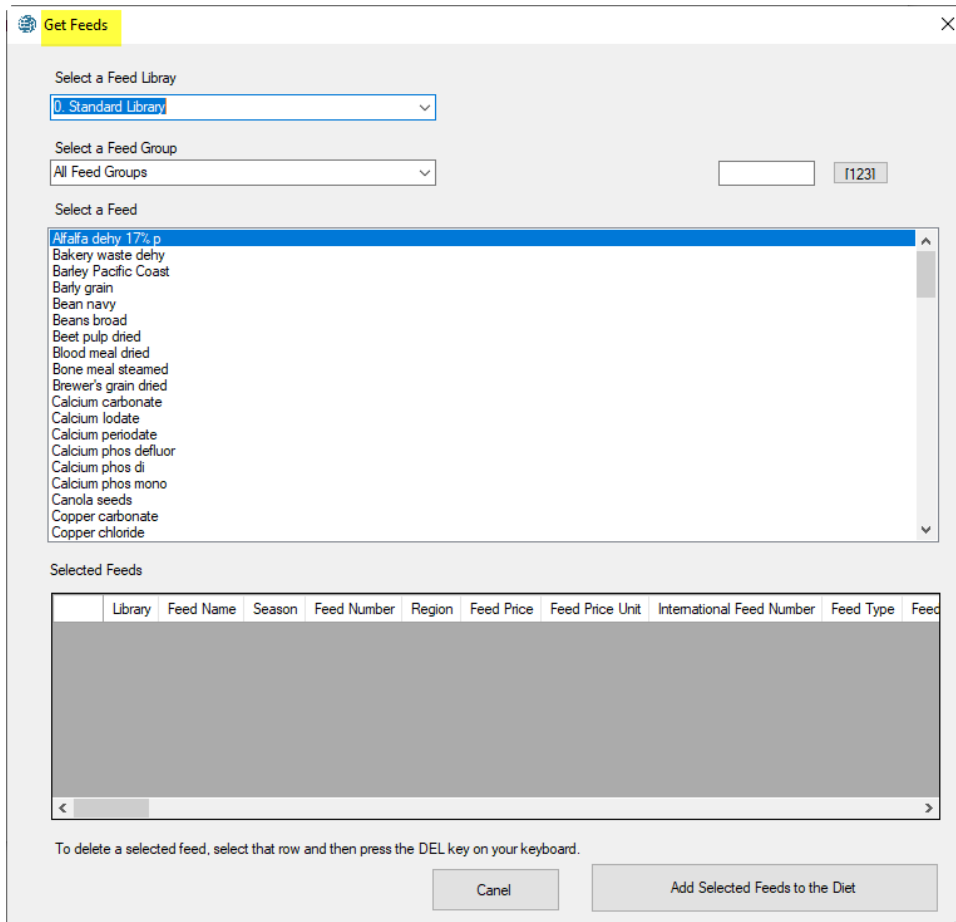 Get Feeds
Select a Feed Libray
0. Standard Library
Select a Feed Group
All Feed Groups
[123]
Select a Feed
Alfalfa dehy 17% p
Bakery waste dehy
Barley Pacific Coast
Barly grain
Bean navy
Beans broad
Beet pulp dried
Blood meal dried
Bone meal steamed
Brewer's grain dried
Calcium carbonate
Calcium Iodate
Calcium periodate
Calcium phos defluor
Calcium phos di
Calcium phos mono
Canola seeds
Copper carbonate
Copper chloride
Selected Feeds
Library Feed Name Season Feed Number Region Feed Price Feed Price Unit International Feed Number Feed Type Feed
To delete a selected feed, select that row and then press the DEL key on your keyboard.
Canel Add Selected Feeds to the Diet